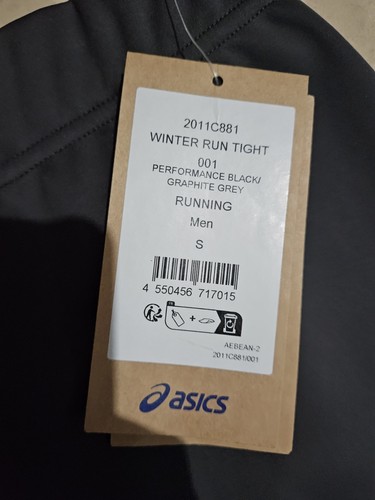 2011C881
WINTER RUN TIGHT
001
PERFORMANCE BLACK/
GRAPHITE GREY
RUNNING
Men
S
4 550456 717015
+
AEBEAN-2
2011C881/001
asics